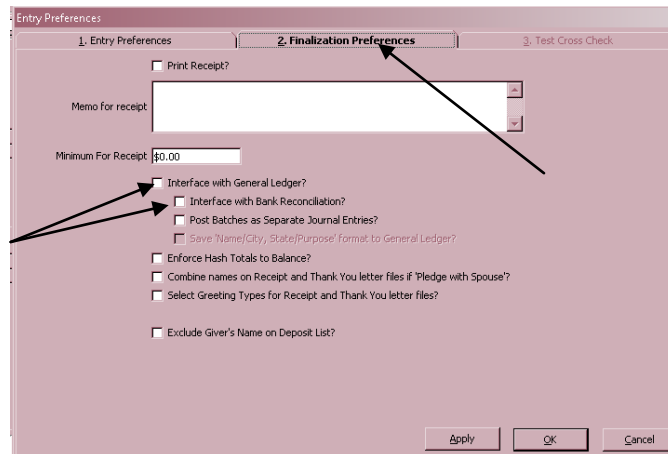 Entry Preferences
1. Entry Preferences 2. Finalization Preferences 3. Test Cross Check
Print Receipt?
Memo for receipt
Minimum For Receipt $0.00
Interface with General Ledger?
Interface with Bank Reconciliation?
Post Batches as Separate Journal Entries?
Save 'Name/City, State/Purpose' format to General Ledger?
Enforce Hash Totals to Balance?
Combine names on Receipt and Thank You letter files if 'Pledge with Spouse'?
Select Greeting Types for Receipt and Thank You letter files?
Exclude Giver's Name on Deposit List?
Apply OK Cancel